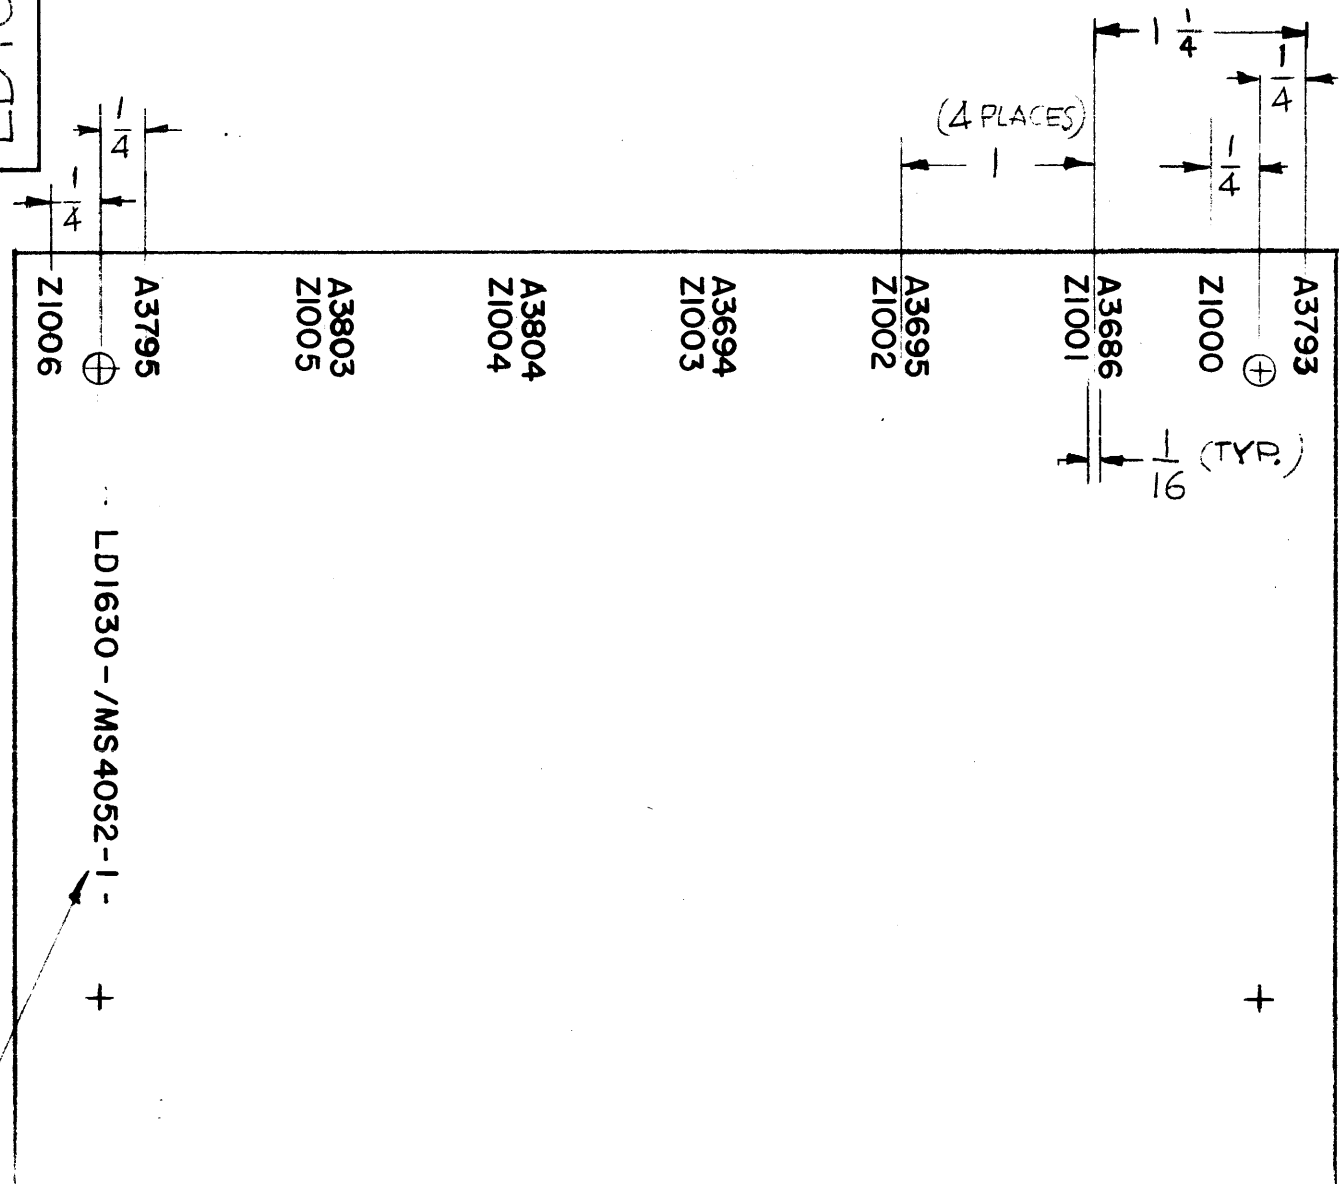 1 1/4
1/4
(4 PLACES)
1
1/4
1/4
1/4
A3793
Z1000
A3686
Z1001
A3695
Z1002
A3694
Z1003
A3804
Z1004
A3803
Z1005
A3795
Z1006
1/16 (TYP.)
LD1630-/MS4052-1-